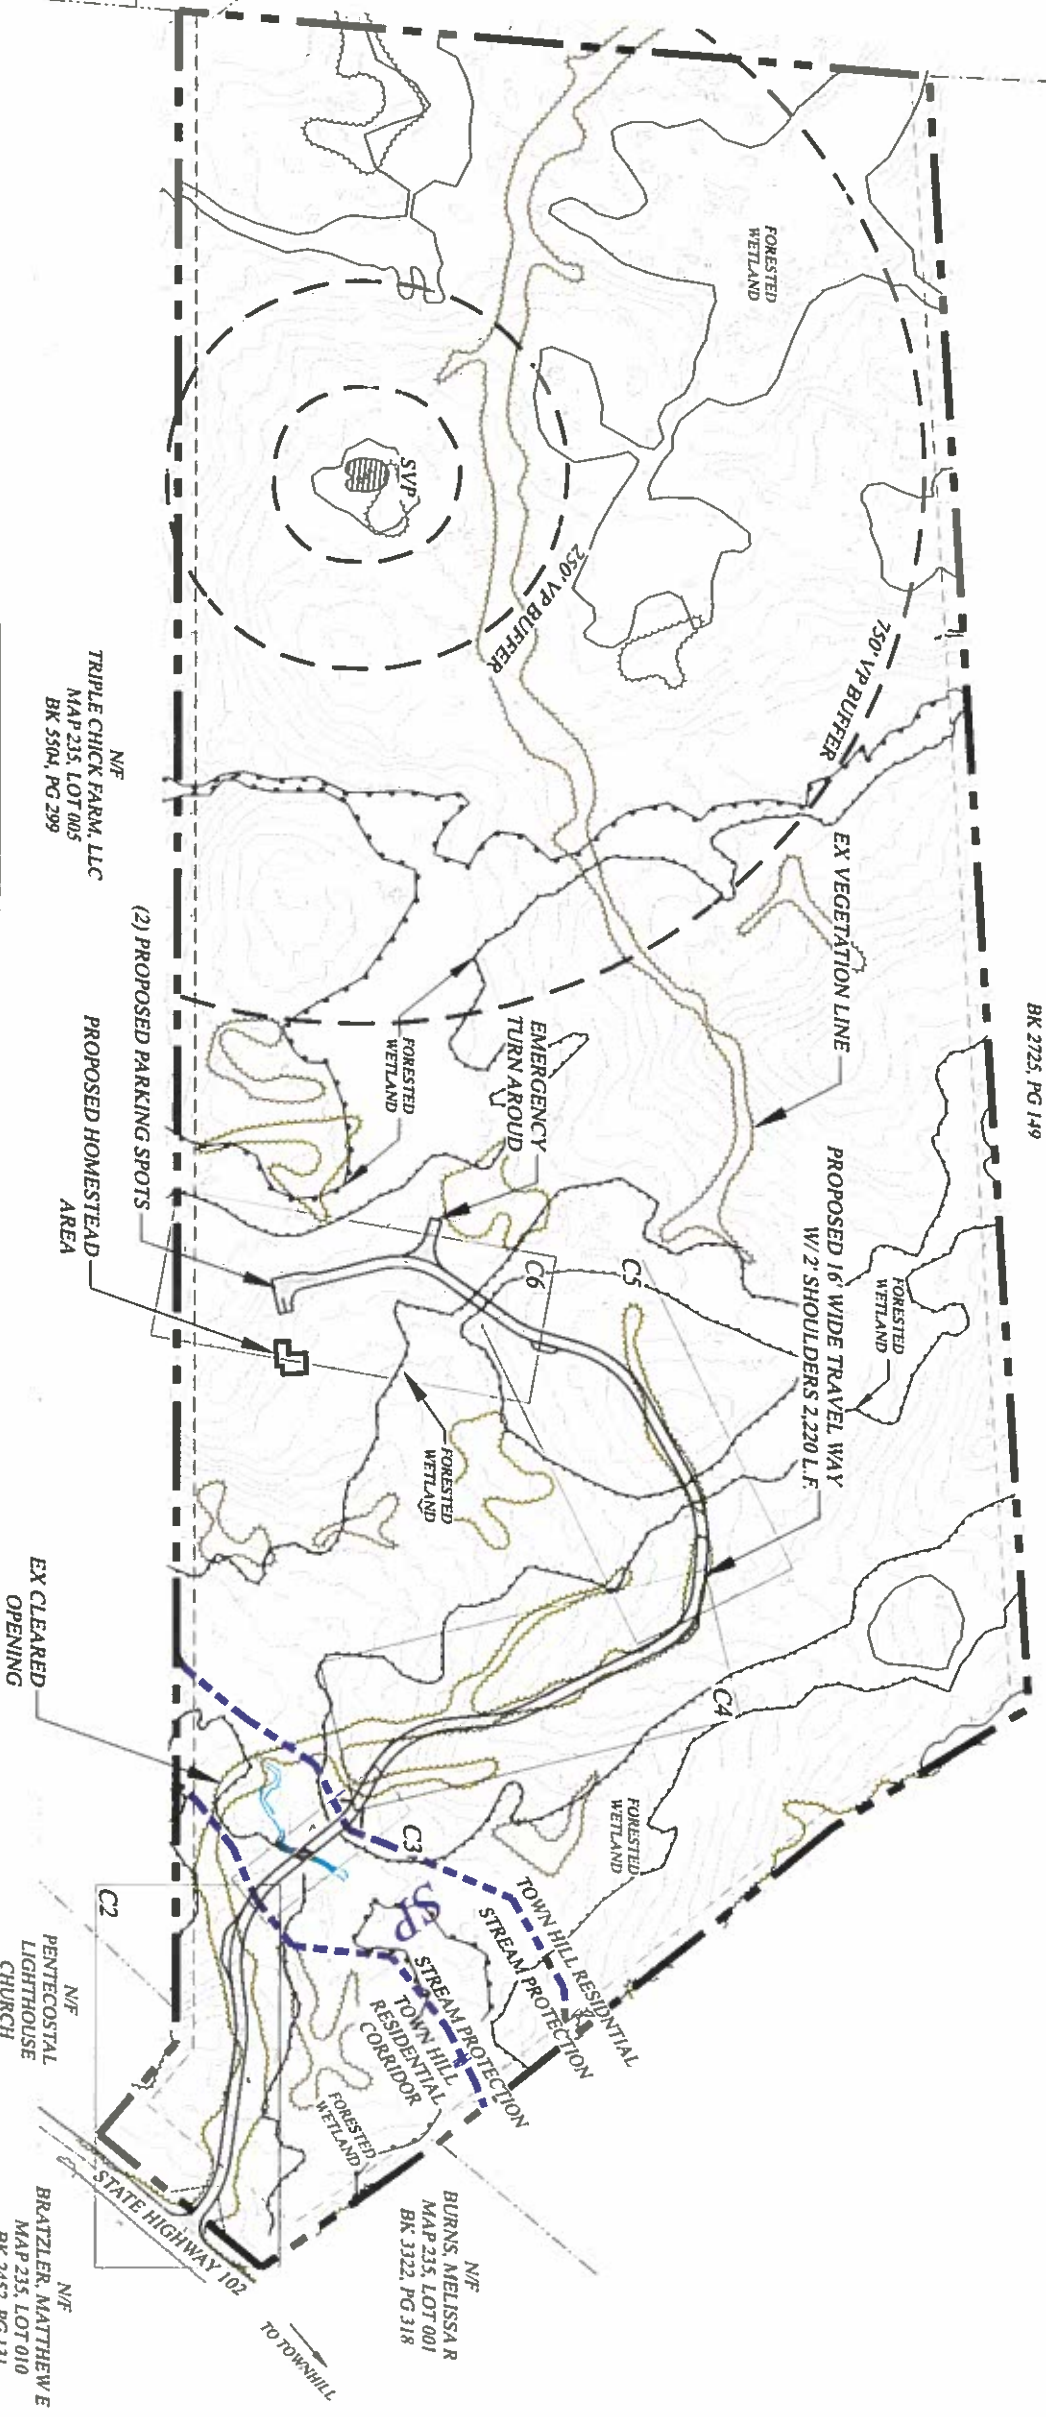 BK 2725, PG 149
FORESTED
WETLAND
SVP
250' VP BUFFER
750' VP BUFFER
N/F
TRIPLE CHICK FARM, LLC
MAP 235, LOT 005
BK 5504, PG 299
EX VEGETATION LINE
(2) PROPOSED PARKING SPOTS
PROPOSED HOMESTEAD
AREA
FORESTED
WETLAND
EMERGENCY
TURN AROUD
PROPOSED 16' WIDE TRAVEL WAY
W/ 2' SHOULDERS 2,220 L.F.
FORESTED
WETLAND
C6
C5
FORESTED
WETLAND
EX CLEARED
OPENING
C4
C3
FORESTED
WETLAND
SP
TOWN HILL RESIDNTIAL
STREAM PROTECTION
STREAM PROTECTION
TOWN HILL
RESIDENTIAL
CORRIDOR
C2
FORESTED
WETLAND
N/F
PENTECOSTAL
LIGHTHOUSE
CHURCH
STATE HIGHWAY 102
TO TOWNHILL
N/F
BURNS, MELISSA R
MAP 235, LOT 001
BK 3322, PG 318
N/F
BRATZLER, MATTHEW E
MAP 235, LOT 010